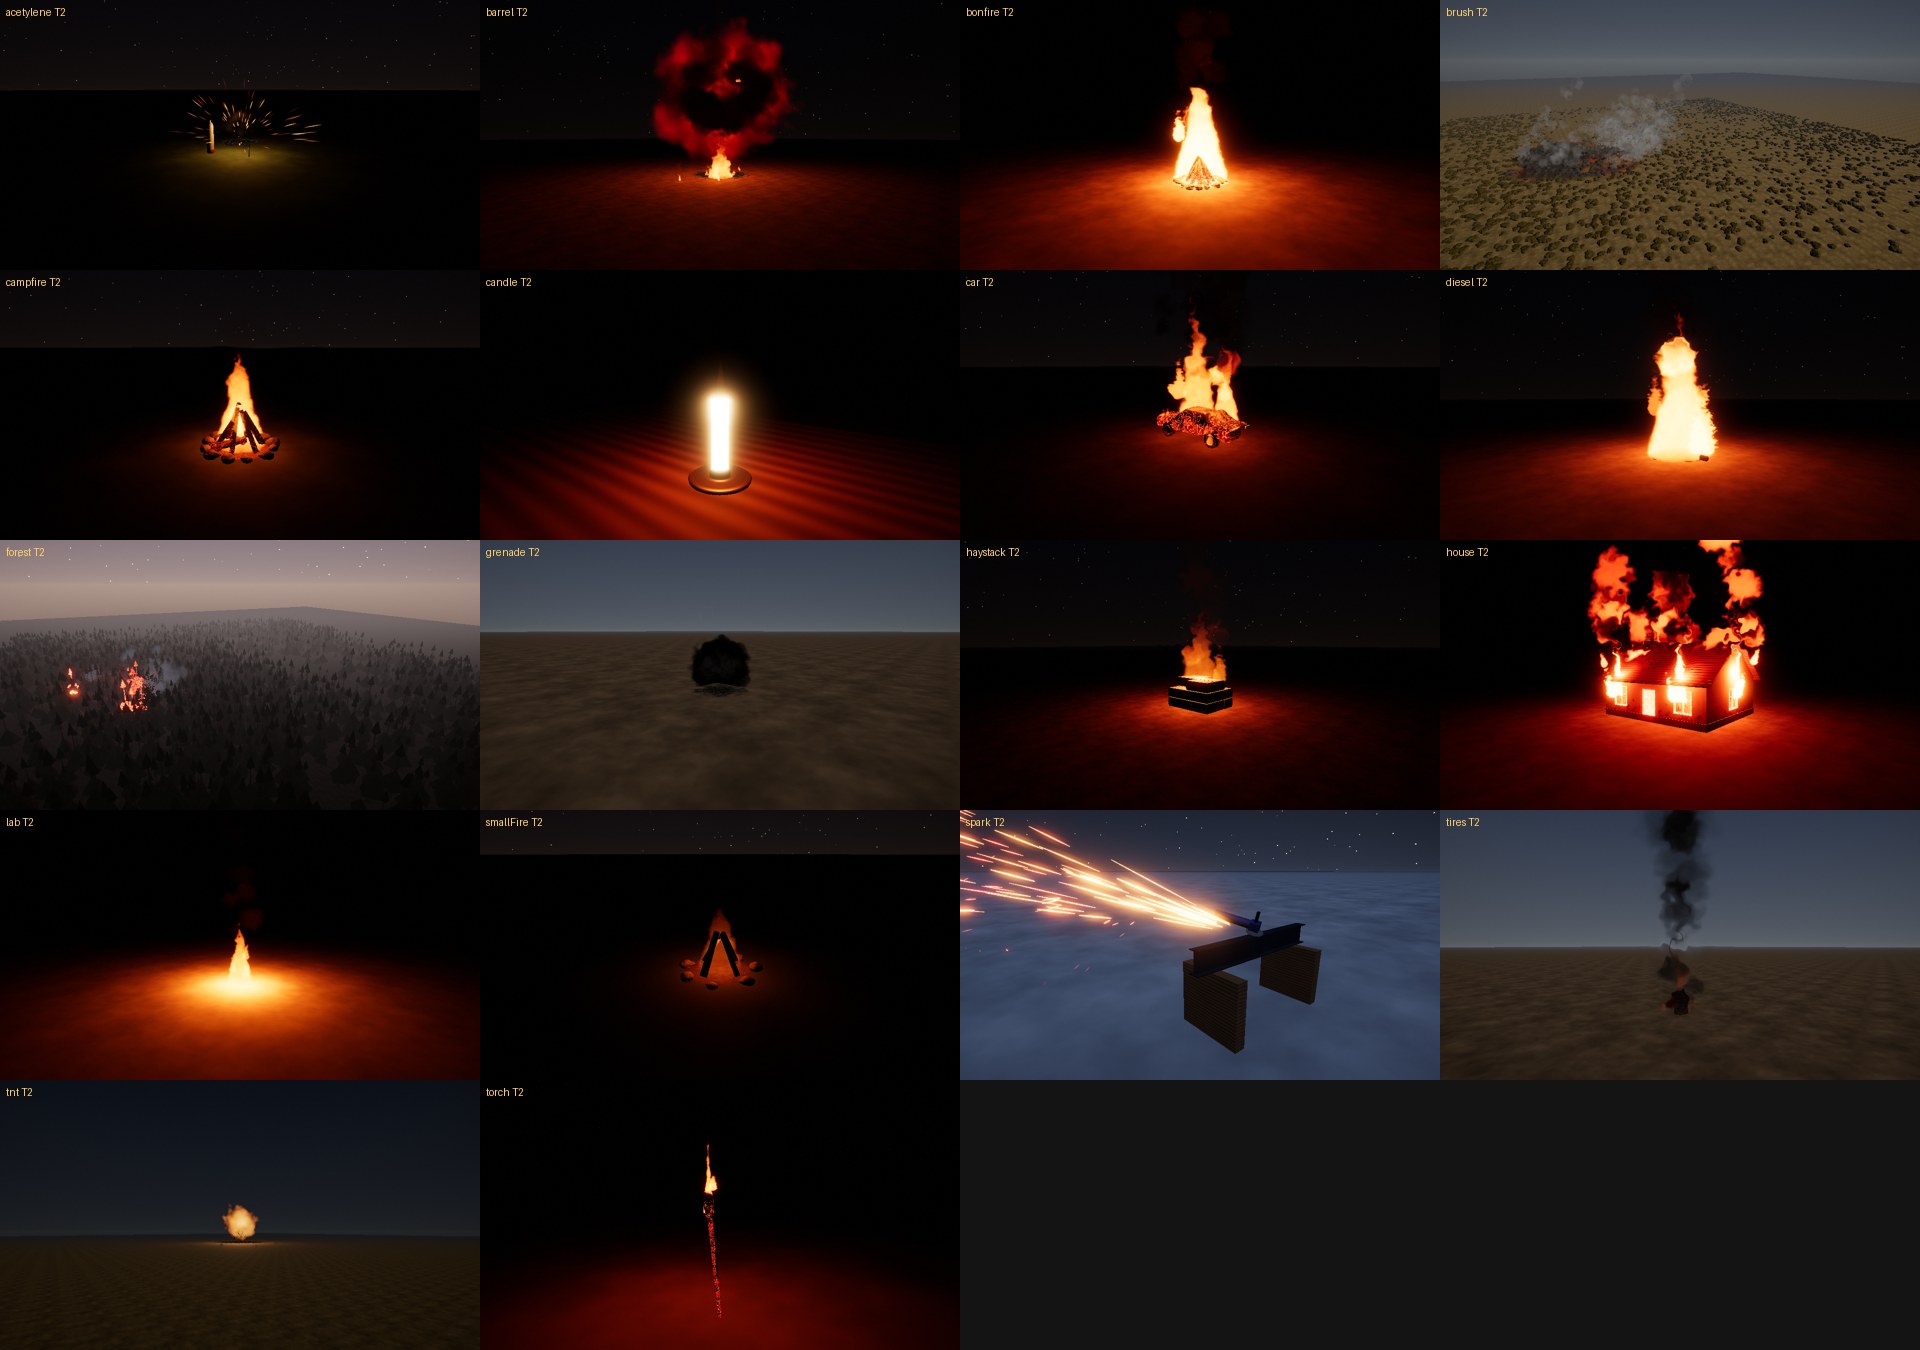 acetylene T2
barrel T2
bonfire T2
brush T2
campfire T2
candle T2
car T2
diesel T2
forest T2
grenade T2
haystack T2
house T2
lab T2
smallFire T2
spark T2
tires T2
tnt T2
torch T2